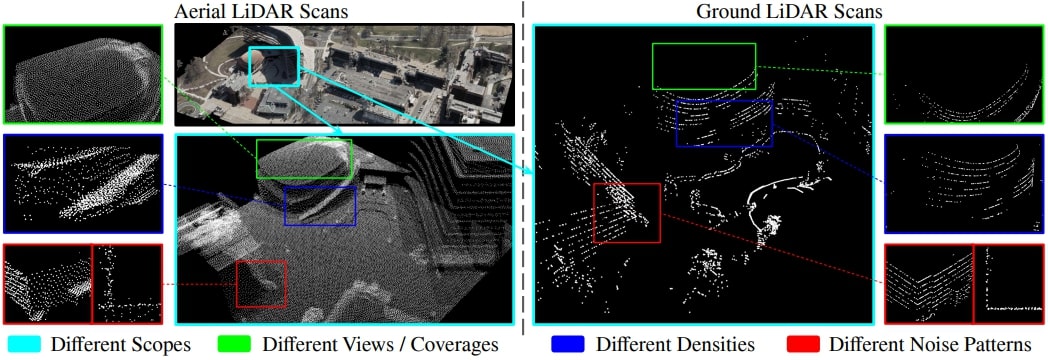 Aerial LiDAR Scans
Ground LiDAR Scans
Different Scopes
Different Views / Coverages
Different Densities
Different Noise Patterns